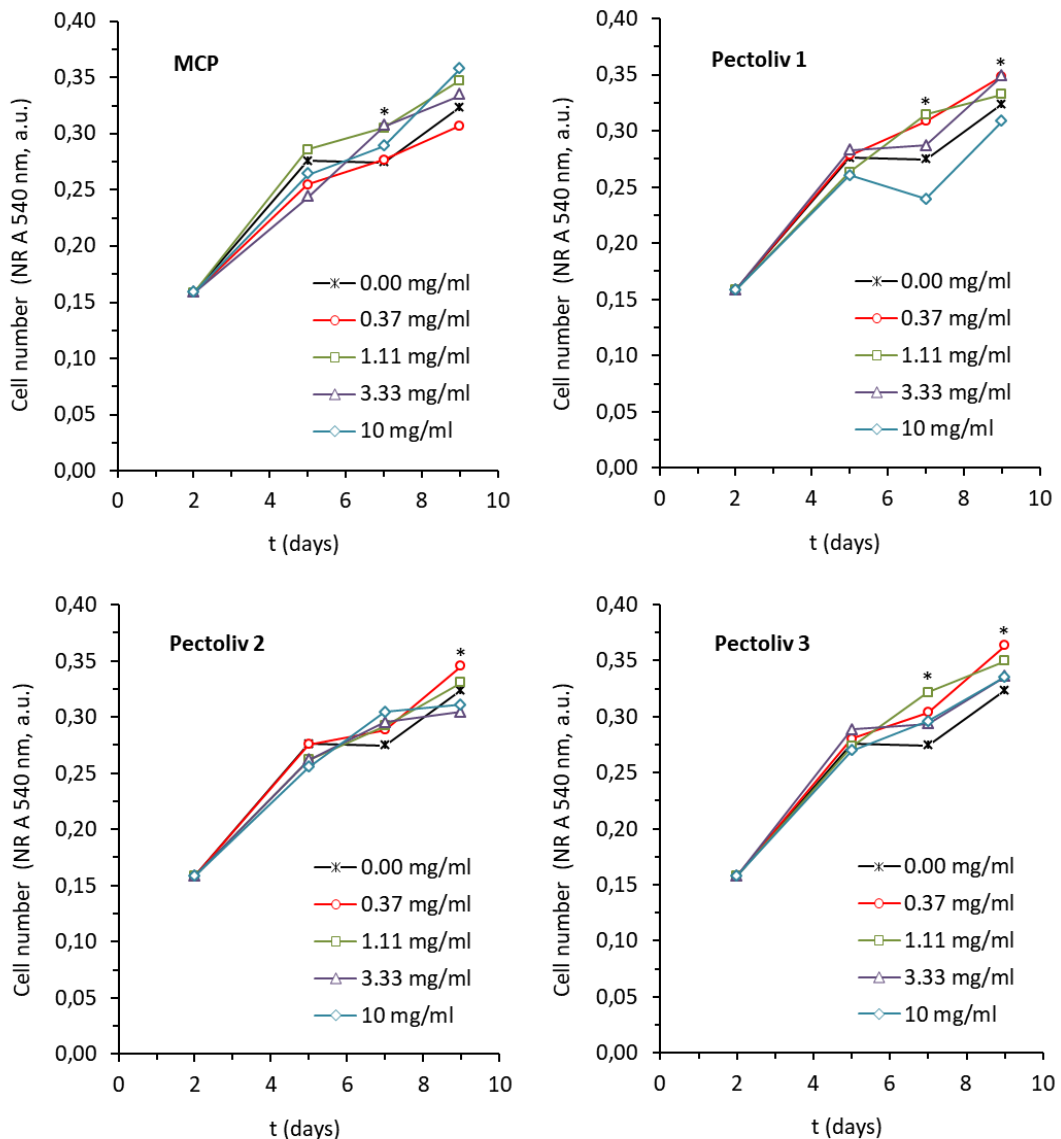 MCP
Cell number (NR A 540 nm, a.u.)
0,40
0,35
0,30
0,25
0,20
0,15
0,10
0,05
0,00
*
0.00 mg/ml
0.37 mg/ml
1.11 mg/ml
3.33 mg/ml
10 mg/ml
0 2 4 6 8 10
t (days)
Pectoliv 1
Cell number (NR A 540 nm, a.u.)
0,40
0,35
0,30
0,25
0,20
0,15
0,10
0,05
0,00
* *
0.00 mg/ml
0.37 mg/ml
1.11 mg/ml
3.33 mg/ml
10 mg/ml
0 2 4 6 8 10
t (days)
Pectoliv 2
Cell number (NR A 540 nm, a.u.)
0,40
0,35
0,30
0,25
0,20
0,15
0,10
0,05
0,00
*
0.00 mg/ml
0.37 mg/ml
1.11 mg/ml
3.33 mg/ml
10 mg/ml
0 2 4 6 8 10
t (days)
Pectoliv 3
Cell number (NR A 540 nm, a.u.)
0,40
0,35
0,30
0,25
0,20
0,15
0,10
0,05
0,00
* *
0.00 mg/ml
0.37 mg/ml
1.11 mg/ml
3.33 mg/ml
10 mg/ml
0 2 4 6 8 10
t (days)